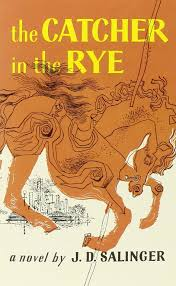 the CATCHER
in the RYE
a novel by J. D. SALINGER